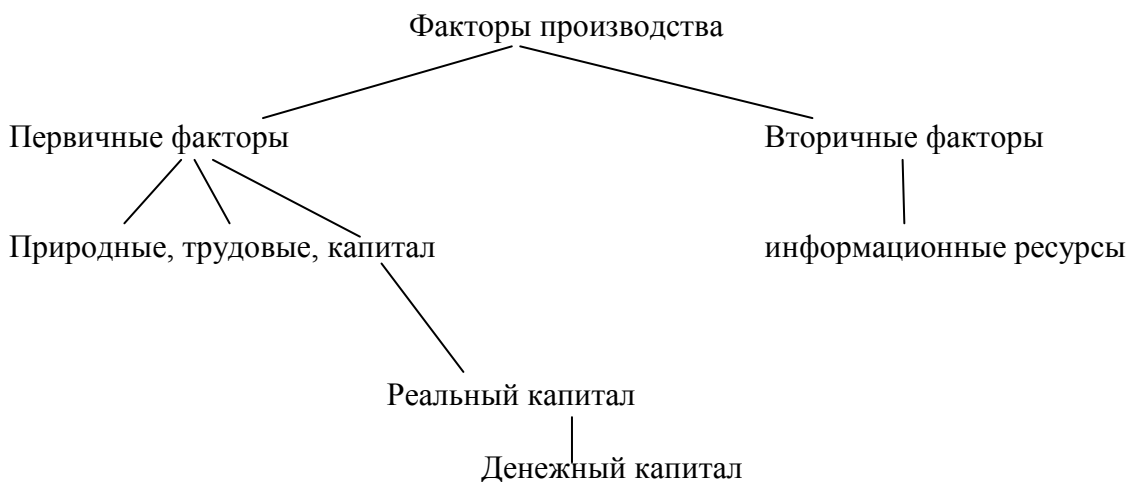 Факторы производства
Первичные факторы
Вторичные факторы
Природные, трудовые, капитал
информационные ресурсы
Реальный капитал
Денежный капитал